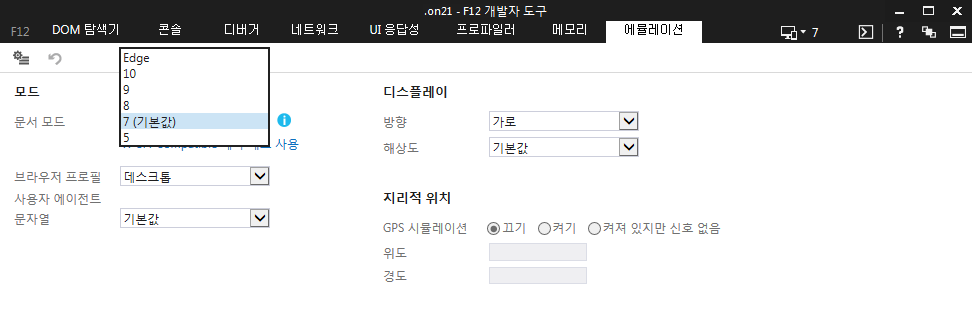 .on21 - F12 개발자 도구
F12 DOM 탐색기 콘솔 디버거 네트워크 UI 응답성 프로파일러 메모리 에뮬레이션 7 ?
Edge
10
9
8
7 (기본값)
5
모드
문서 모드
사용
브라우저 프로필 데스크톱
사용자 에이전트
문자열 기본값
디스플레이
방향 가로
해상도 기본값
지리적 위치
GPS 시뮬레이션 끄기 켜기 켜져 있지만 신호 없음
위도
경도